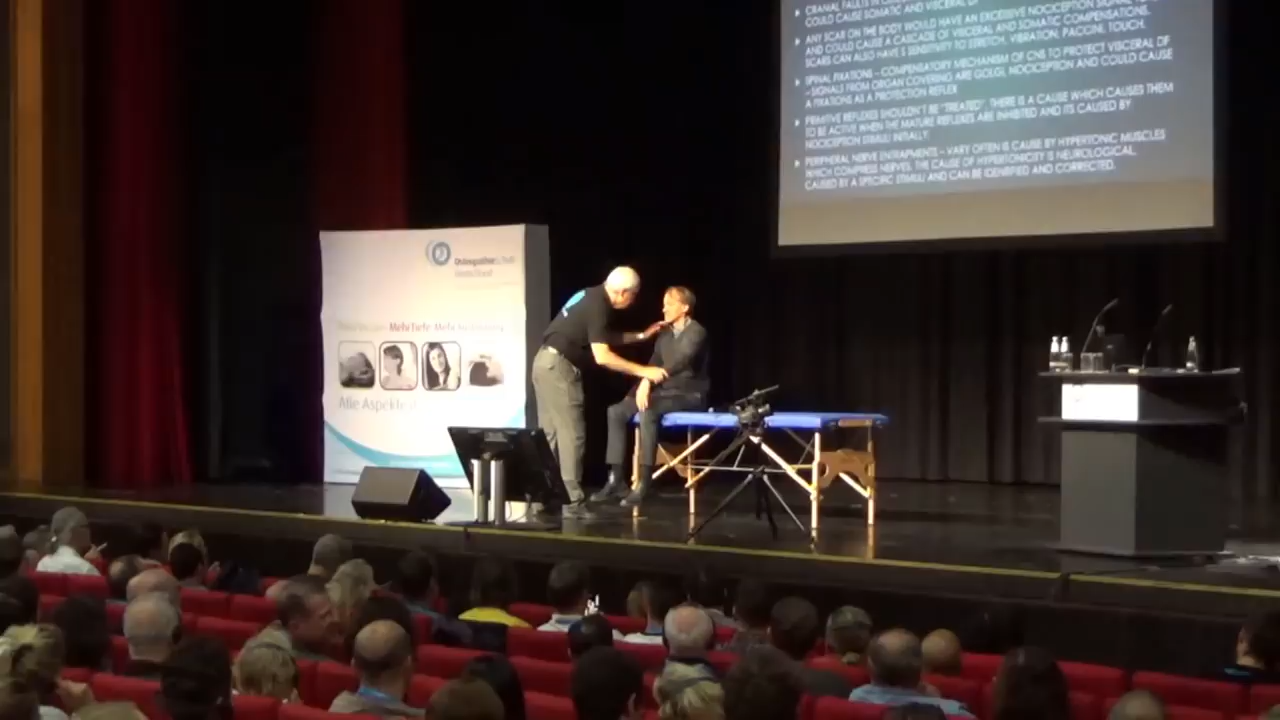 CRANIAL FAULTS IN
COULD CAUSE SOMATIC AND VISCERAL DF
ANY SCAR ON THE BODY WOULD HAVE AN EXCESSIVE NOCICEPTION SIGNAL
AND COULD CAUSE A CASCADE OF VISCERAL AND SOMATIC COMPENSATIONS.
SCARS CAN ALSO HAVE S SENSITIVITY TO STRETCH, VIBRATION, PACCINI, TOUCH.
SPINAL FIXATIONS – COMPENSATORY MECHANISM OF CNS TO PROTECT VISCERAL DF
– SIGNALS FROM ORGAN COVERING ARE GOLGI, NOCICEPTION AND COULD CAUSE
A FIXATIONS AS A PROTECTION REFLEX
PRIMITIVE REFLEXES SHOULDN'T BE "TREATED". THERE IS A CAUSE WHICH CAUSES THEM
TO BE ACTIVE WHEN THE MATURE REFLEXES ARE INHIBITED AND ITS CAUSED BY
NOCICEPTION STIMULI INITIALLY.
PERIPHERAL NERVE ENTRAPMENTS – VARY OFTEN IS CAUSE BY HYPERTONIC MUSCLES
WHICH COMPRESS NERVES. THE CAUSE OF HYPERTONICITY IS NEUROLOGICAL,
CAUSED BY A SPECIFIC STIMULI AND CAN BE IDENTIFIED AND CORRECTED.
Mehr Tiefe. Mehr
Alle Aspekte